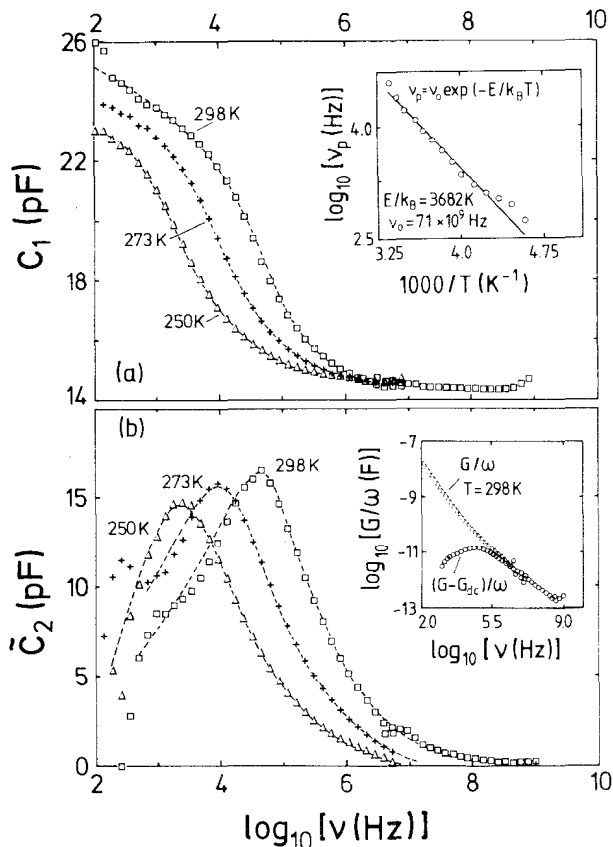 2 4 6 8 10
26
22
18
14
C₁ (pF)
298K
273K
250K
(a)
νp=ν₀ exp(-E/kBT)
4.0
2.5
log₁₀ [νp(Hz)]
E/kB = 3682K
ν₀ = 7.1 × 10⁹ Hz
3.25 4.0 4.75
1000/T (K⁻¹)
(b)
15
10
5
0
C̃₂ (pF)
250K
273K
298K
-7
-9
-11
-13
log₁₀ [G/ω (F)]
G/ω
T = 298K
(G-Gdc)/ω
2.0 5.5 9.0
log₁₀ [ν(Hz)]
2 4 6 8 10
log₁₀ [ν(Hz)]